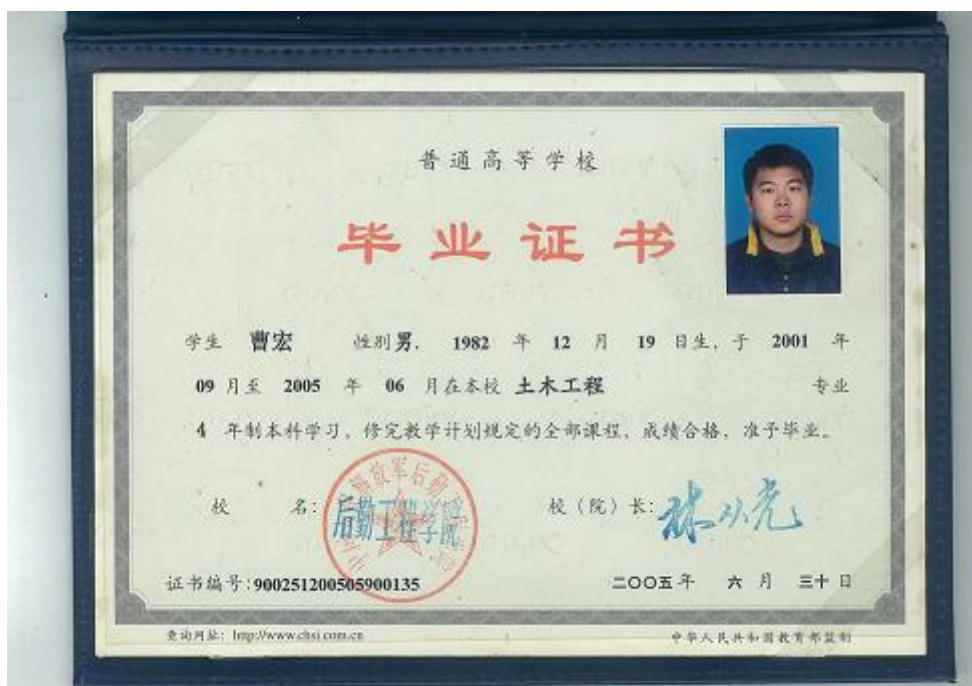 普通高等学校
毕业证书
学生 曹宏 性别男, 1982 年 12 月 19 日生, 于 2001 年
09 月至 2005 年 06 月在本校 土木工程 专业
4 年制本科学习, 修完教学计划规定的全部课程, 成绩合格, 准予毕业。
校 名: 后勤工程学院 校(院)长:
证书编号:900251200505900135 二〇〇五年 六 月 三十 日
查询网址: http://www.chsi.com.cn 中华人民共和国教育部监制